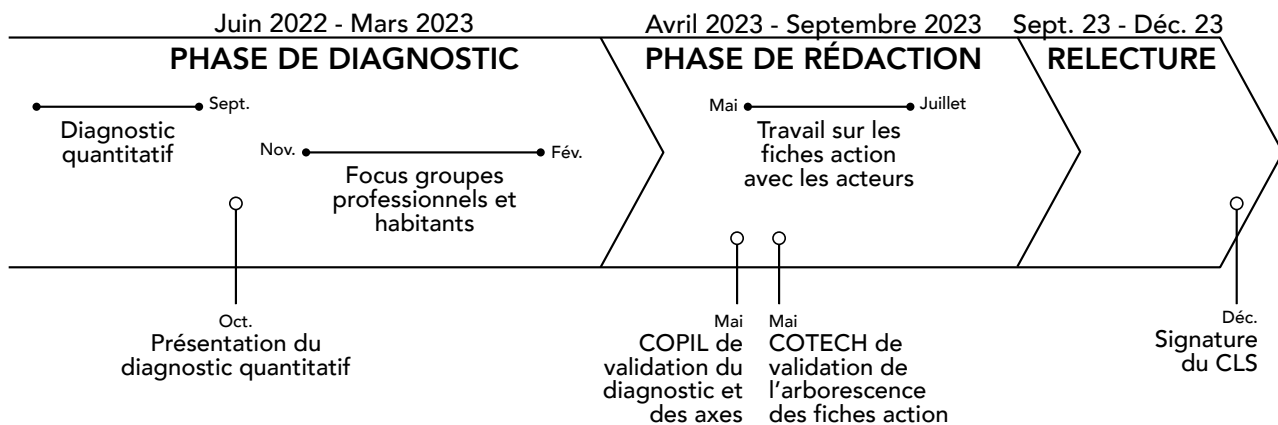 Juin 2022 - Mars 2023
PHASE DE DIAGNOSTIC
Sept.
Diagnostic
quantitatif
Nov.
Fév.
Focus groupes
professionnels et
habitants
Oct.
Présentation du
diagnostic quantitatif
Avril 2023 - Septembre 2023
PHASE DE RÉDACTION
Mai
Juillet
Travail sur les
fiches action
avec les acteurs
Mai
COPIL de
validation du
diagnostic et
des axes
Mai
COTECH de
validation de
l’arborescence
des fiches action
Sept. 23 - Déc. 23
RELECTURE
Déc.
Signature
du CLS